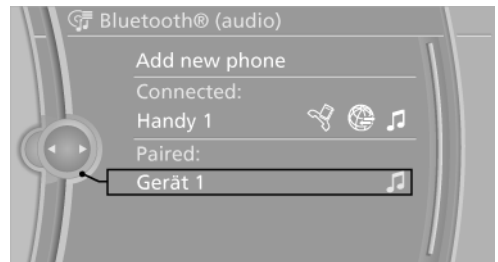 Bluetooth® (audio)
Add new phone
Connected:
Handy 1
Paired:
Gerät 1